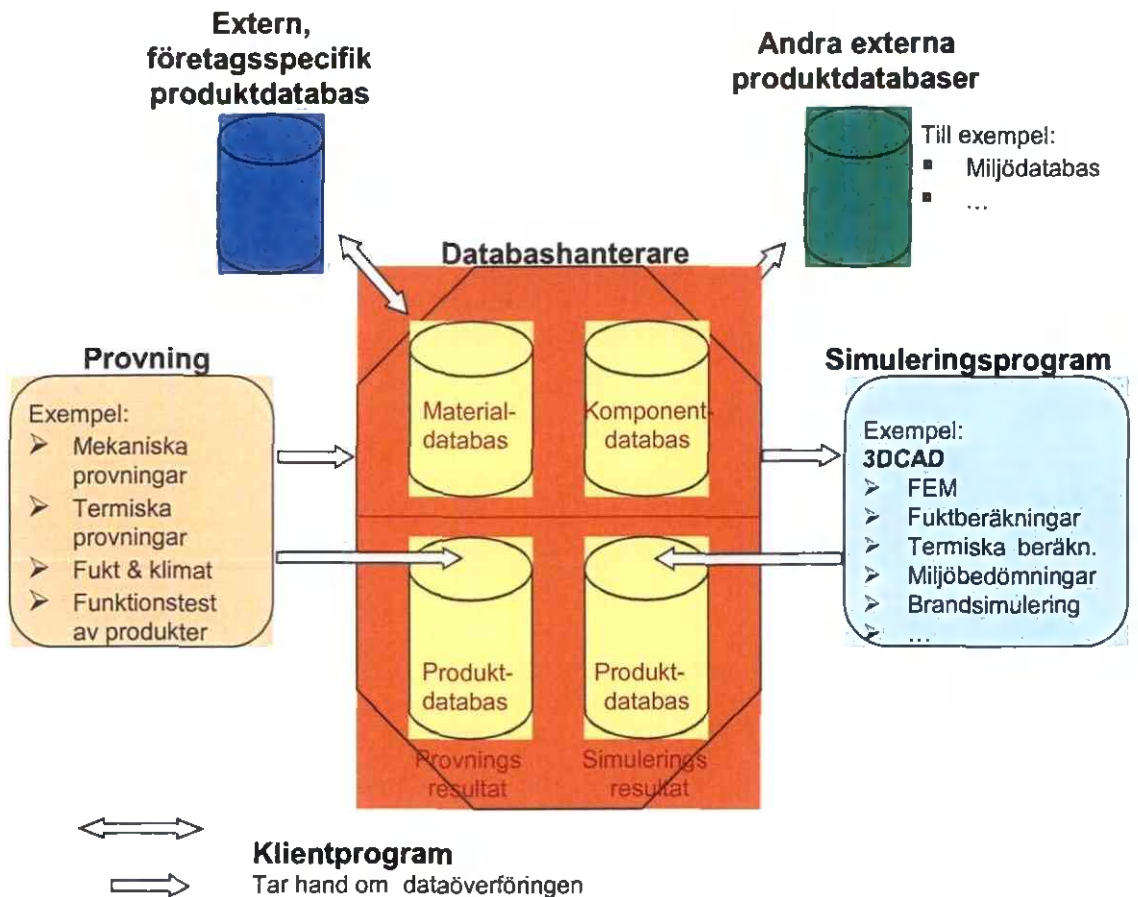 Extern,
företagsspecifik
produktdatabas
Andra externa
produktdatabaser
Till exempel:
▪ Miljödatabas
▪ ...
Databashanterare
Provning
Exempel:
➢ Mekaniska
provningar
➢ Termiska
provningar
➢ Fukt & klimat
➢ Funktionstest
av produkter
Material-
databas
Komponent-
databas
Produkt-
databas
Produkt-
databas
Provnings
resultat
Simulerings
resultat
Simuleringsprogram
Exempel:
3DCAD
➢ FEM
➢ Fuktberäkningar
➢ Termiska beräkn.
➢ Miljöbedömningar
➢ Brandsimulering
➢ ...
Klientprogram
Tar hand om dataöverföringen